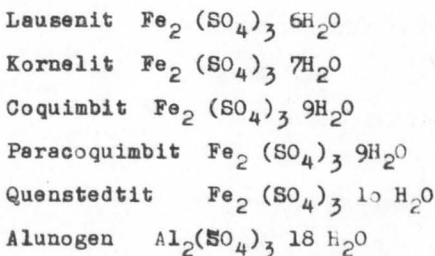 Lausenit Fe2 (SO4)3 6H2O
Kornelit Fe2 (SO4)3 7H2O
Coquimbit Fe2 (SO4)3 9H2O
Paracoquimbit Fe2 (SO4)3 9H2O
Quenstedtit Fe2 (SO4)3 H2O
Alunogen Al2(SO4)3 18 H2O